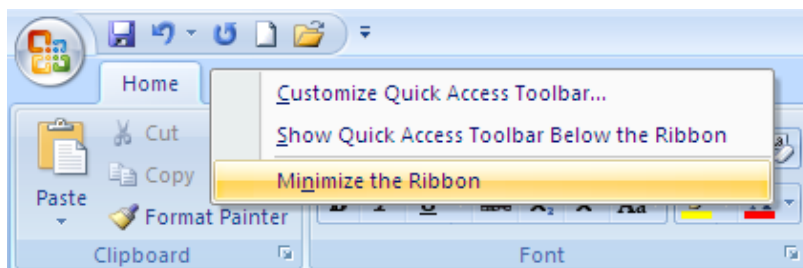 Home
Customize Quick Access Toolbar...
Show Quick Access Toolbar Below the Ribbon
Minimize the Ribbon
Cut
Copy
Format Painter
Paste
Clipboard
Font